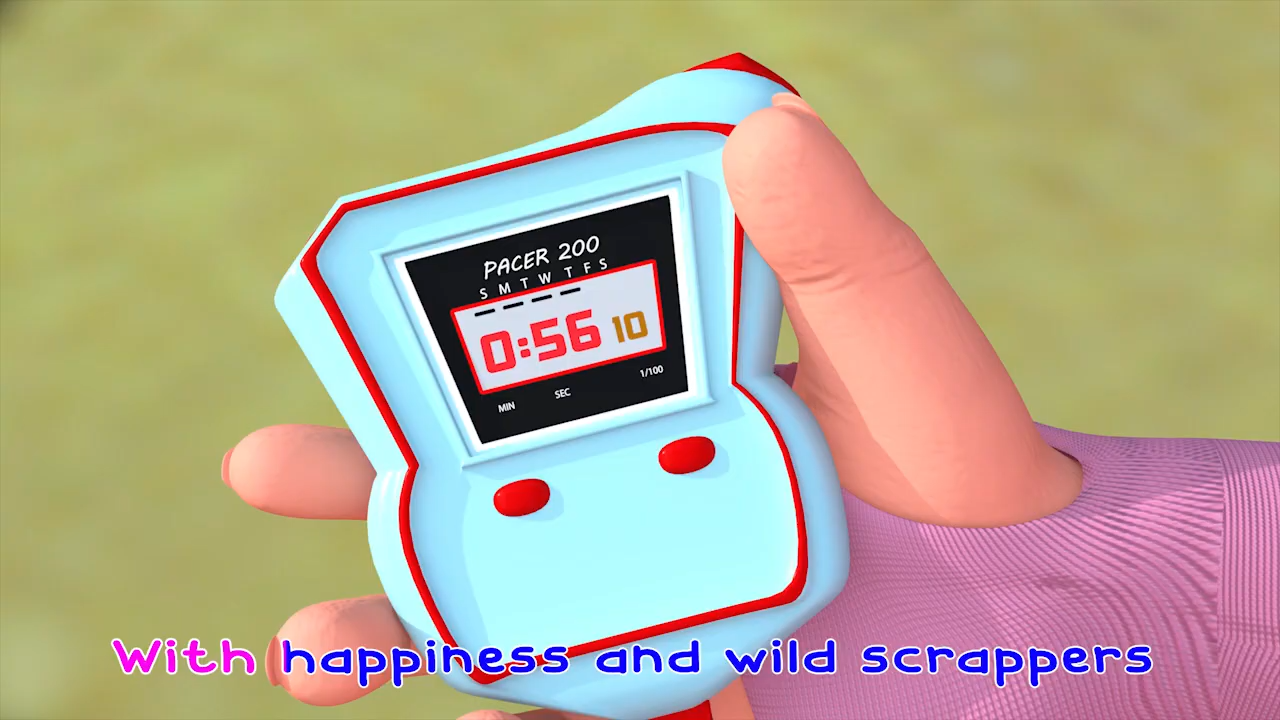 PACER 200
S M T W T F S
0:56 10
MIN SEC 1/100
With happiness and wild scrappers